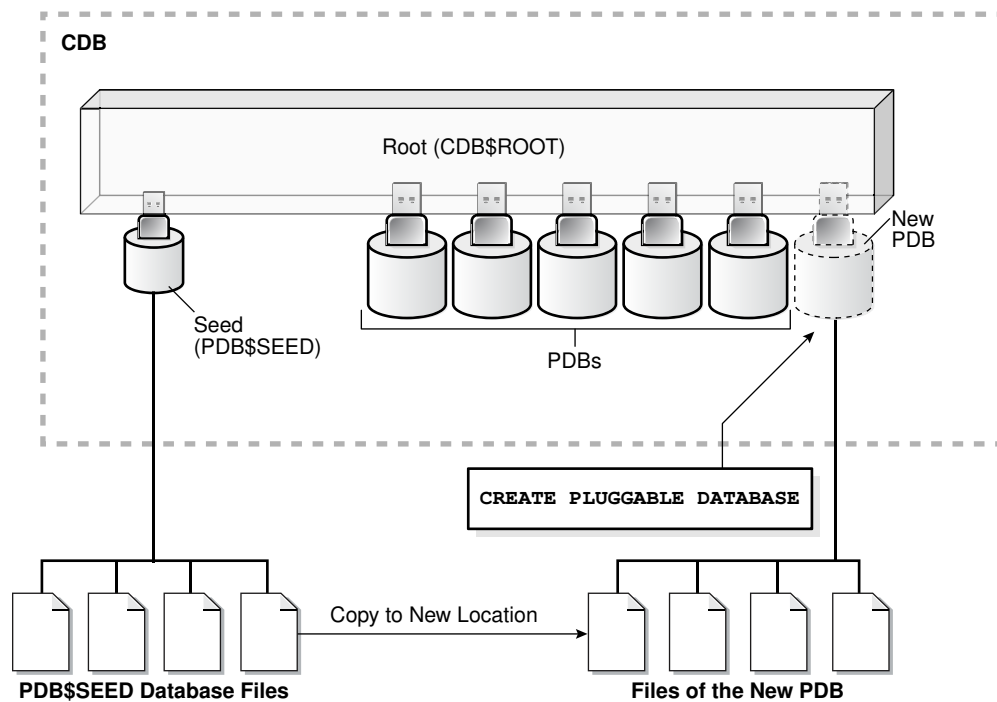 CDB
Root (CDB$ROOT)
New
PDB
Seed
(PDB$SEED)
PDBs
CREATE PLUGGABLE DATABASE
Copy to New Location
PDB$SEED Database Files
Files of the New PDB